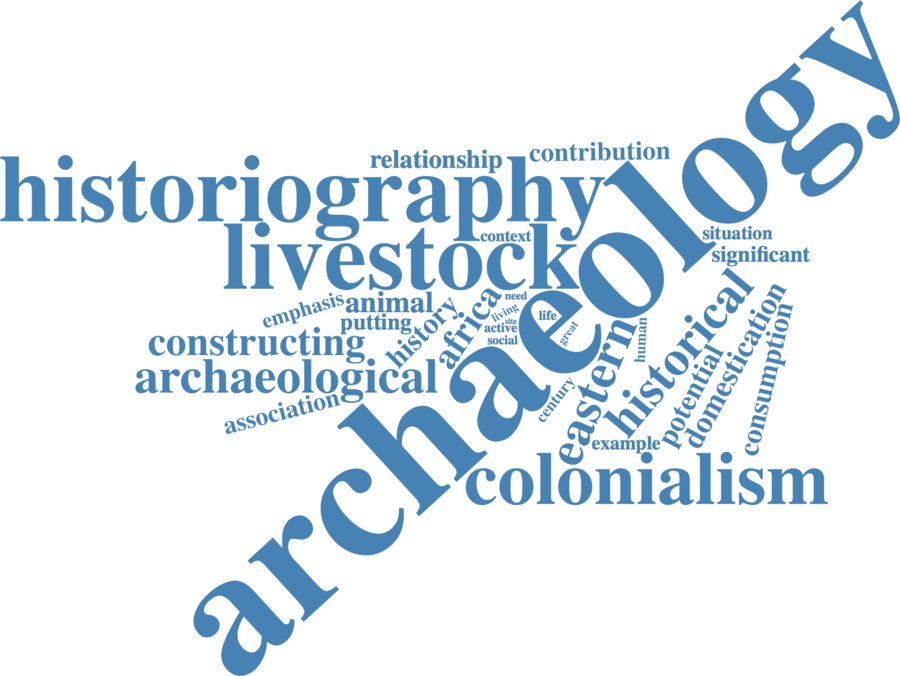 archaeology
relationship
contribution
historiography
livestock
context
situation
significant
emphasis
animal
need
putting
history
africa
living
site
active
life
social
great
human
constructing
archaeological
association
century
eastern
historical
potential
domestication
consumption
example
colonialism